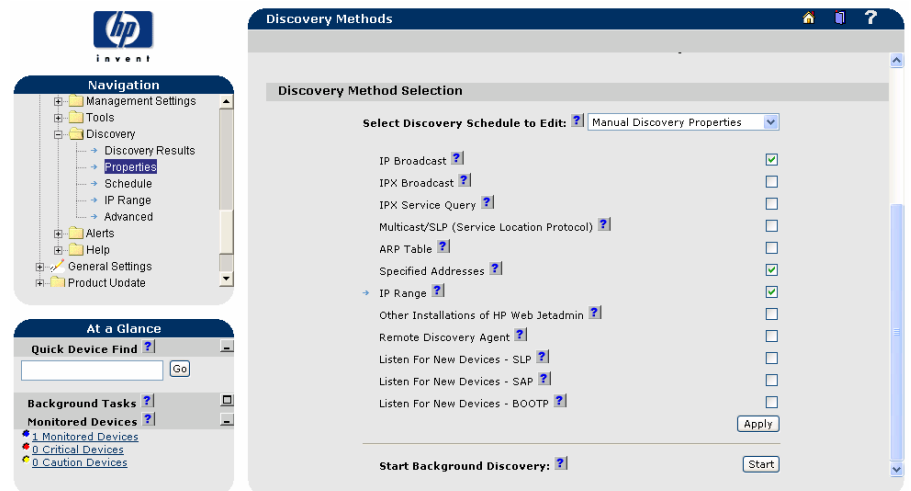 hp
invent
Navigation
Management Settings
Tools
Discovery
Discovery Results
Properties
Schedule
IP Range
Advanced
Alerts
Help
General Settings
Product Update
At a Glance
Quick Device Find ?
Go
Background Tasks ?
Monitored Devices ?
1 Monitored Devices
0 Critical Devices
0 Caution Devices
Discovery Methods ?
Discovery Method Selection
Select Discovery Schedule to Edit: ? Manual Discovery Properties
IP Broadcast ?
IPX Broadcast ?
IPX Service Query ?
Multicast/SLP (Service Location Protocol) ?
ARP Table ?
Specified Addresses ?
IP Range ?
Other Installations of HP Web Jetadmin ?
Remote Discovery Agent ?
Listen For New Devices - SLP ?
Listen For New Devices - SAP ?
Listen For New Devices - BOOTP ?
Apply
Start Background Discovery: ? Start